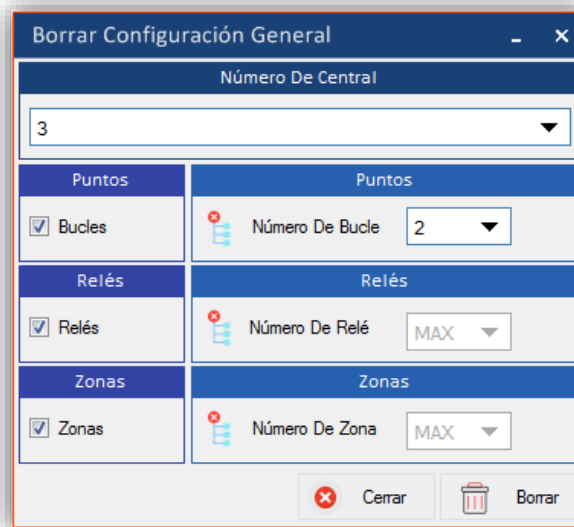 Borrar Configuración General
Número De Central
3
Puntos Puntos
Bucles Número De Bucle 2
Relés Relés
Relés Número De Relé MAX
Zonas Zonas
Zonas Número De Zona MAX
Cerrar Borrar